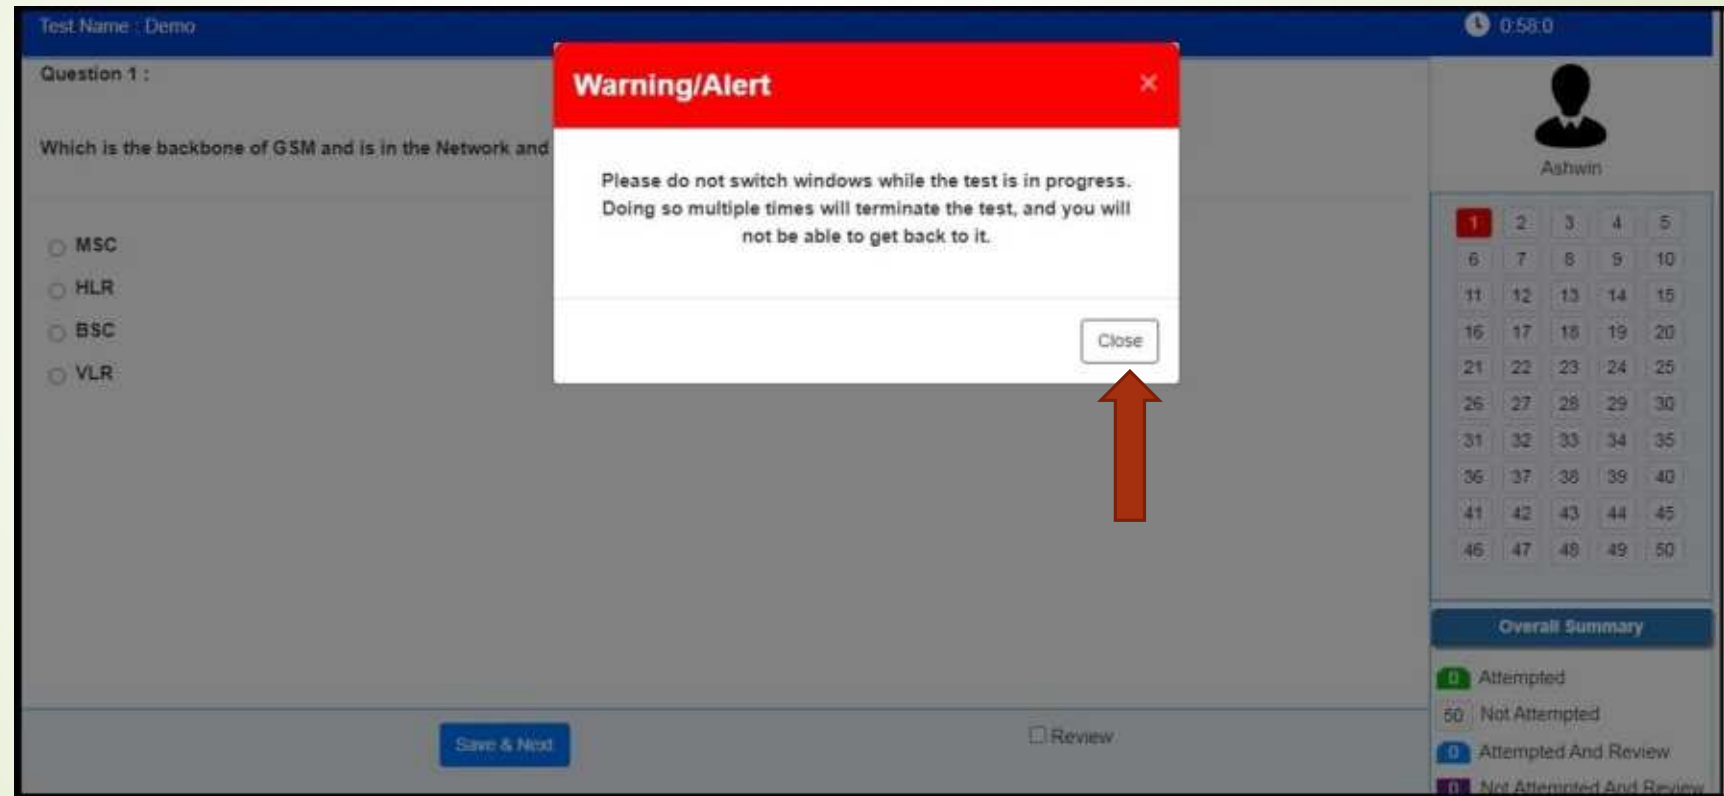 Test Name : Demo
0:58:0
Question 1 :
Warning/Alert
×
Which is the backbone of GSM and is in the Network and
Please do not switch windows while the test is in progress.
Doing so multiple times will terminate the test, and you will
not be able to get back to it.
Ashwin
MSC
HLR
BSC
VLR
Close
1 2 3 4 5
6 7 8 9 10
11 12 13 14 15
16 17 18 19 20
21 22 23 24 25
26 27 28 29 30
31 32 33 34 35
36 37 38 39 40
41 42 43 44 45
46 47 48 49 50
Overall Summary
0 Attempted
50 Not Attempted
0 Attempted And Review
0 Not Attempted And Review
Save & Next
Review